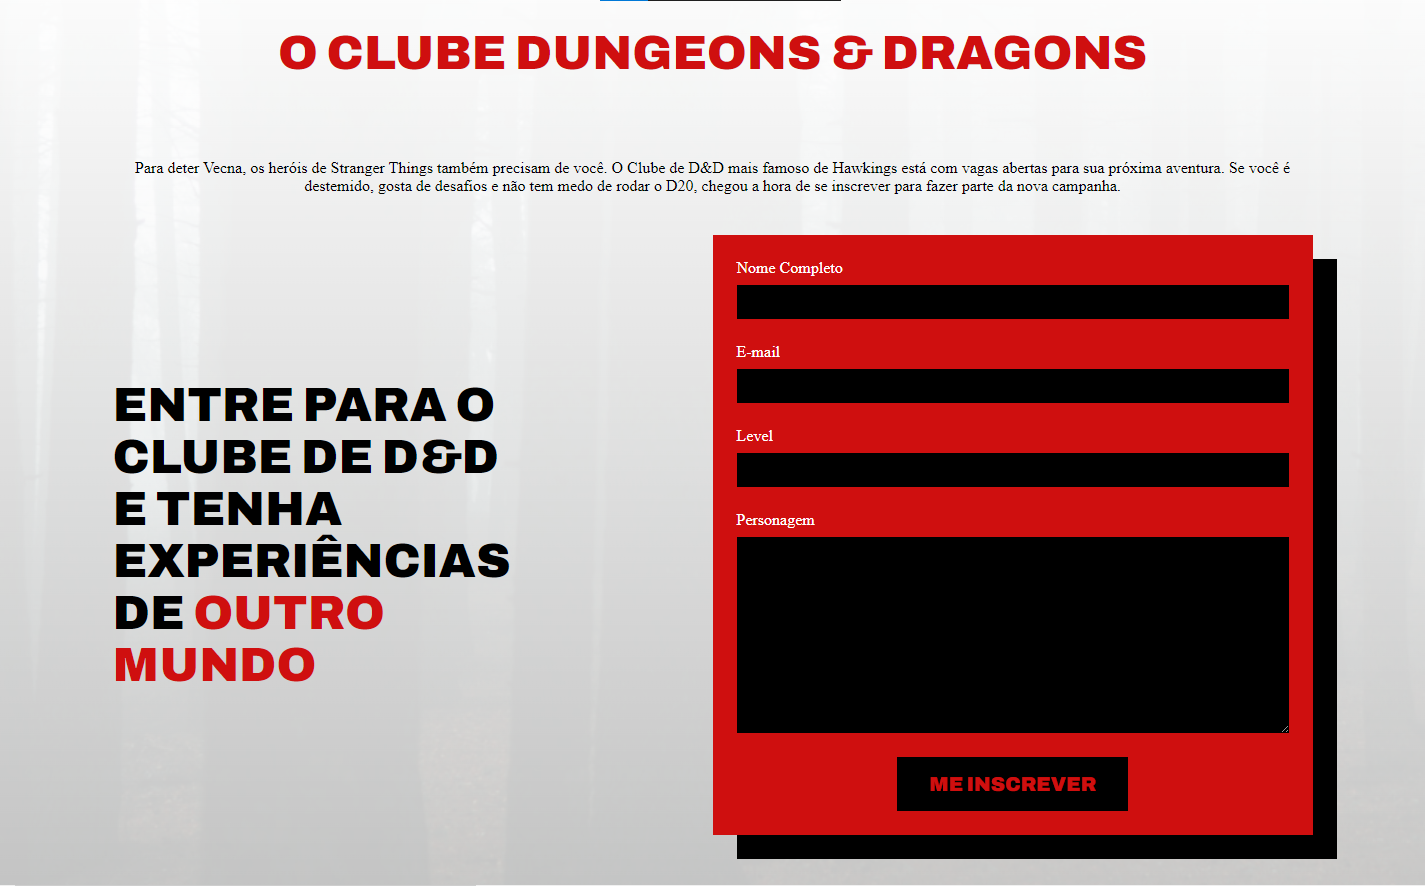 O CLUBE DUNGEONS & DRAGONS
Para deter Vecna, os heróis de Stranger Things também precisam de você. O Clube de D&D mais famoso de Hawkings está com vagas abertas para sua próxima aventura. Se você é
destemido, gosta de desafios e não tem medo de rodar o D20, chegou a hora de se inscrever para fazer parte da nova campanha.
ENTRE PARA O
CLUBE DE D&D
E TENHA
EXPERIÊNCIAS
DE OUTRO
MUNDO
Nome Completo
E-mail
Level
Personagem
ME INSCREVER